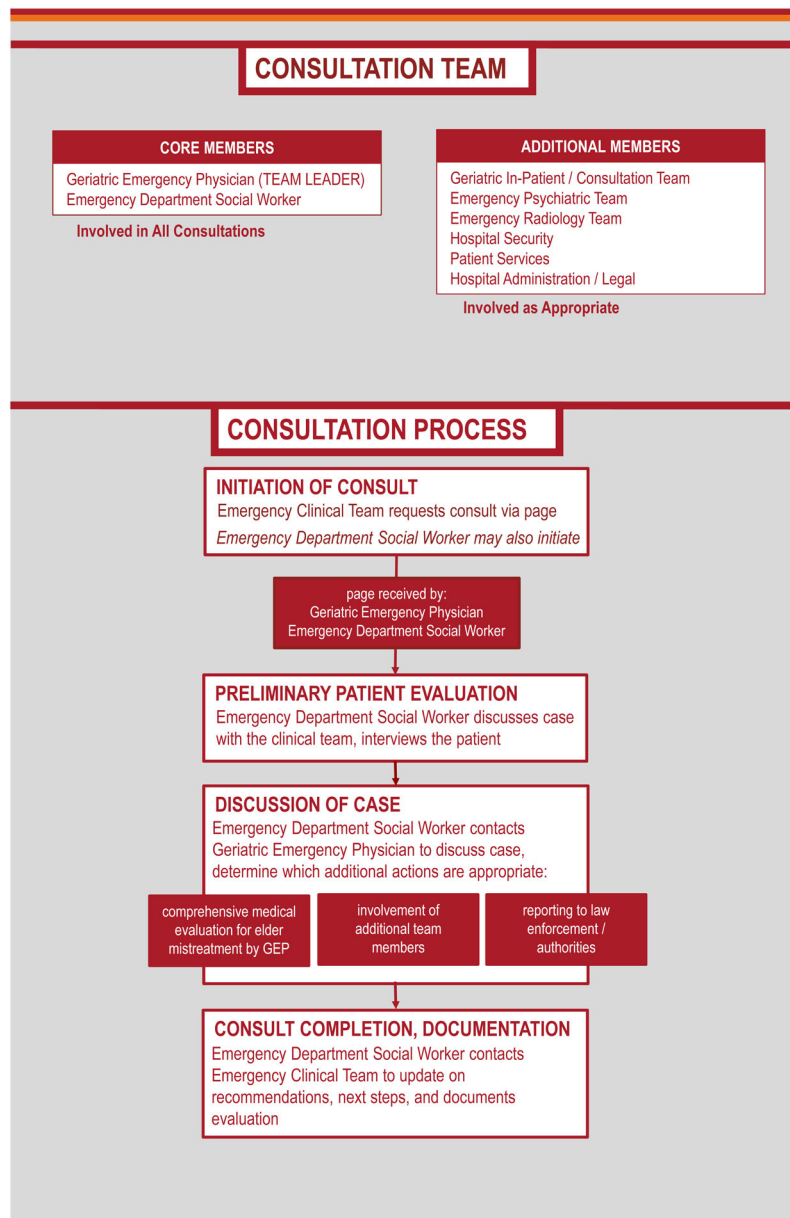 CONSULTATION TEAM
CORE MEMBERS
Geriatric Emergency Physician (TEAM LEADER)
Emergency Department Social Worker
Involved in All Consultations
ADDITIONAL MEMBERS
Geriatric In-Patient / Consultation Team
Emergency Psychiatric Team
Emergency Radiology Team
Hospital Security
Patient Services
Hospital Administration / Legal
Involved as Appropriate
CONSULTATION PROCESS
INITIATION OF CONSULT
Emergency Clinical Team requests consult via page
Emergency Department Social Worker may also initiate
page received by:
Geriatric Emergency Physician
Emergency Department Social Worker
PRELIMINARY PATIENT EVALUATION
Emergency Department Social Worker discusses case
with the clinical team, interviews the patient
DISCUSSION OF CASE
Emergency Department Social Worker contacts
Geriatric Emergency Physician to discuss case,
determine which additional actions are appropriate:
comprehensive medical
evaluation for elder
mistreatment by GEP
involvement of
additional team
members
reporting to law
enforcement /
authorities
CONSULT COMPLETION, DOCUMENTATION
Emergency Department Social Worker contacts
Emergency Clinical Team to update on
recommendations, next steps, and documents
evaluation